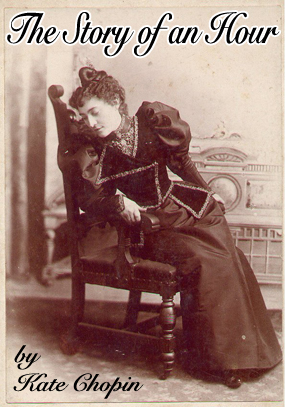 The Story of an Hour
by
Kate Chopin